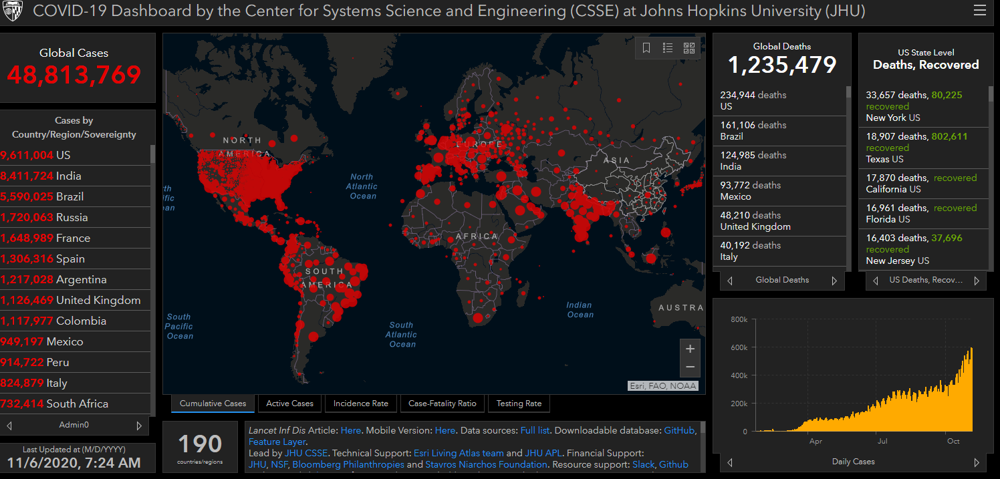 COVID-19 Dashboard by the Center for Systems Science and Engineering (CSSE) at Johns Hopkins University (JHU)
Global Cases
48,813,769
Cases by
Country/Region/Sovereignty
9,611,004 US
8,411,724 India
5,590,025 Brazil
1,720,063 Russia
1,648,989 France
1,306,316 Spain
1,217,028 Argentina
1,126,469 United Kingdom
1,117,977 Colombia
949,197 Mexico
914,722 Peru
824,879 Italy
732,414 South Africa
Admin0
Last Updated at (M/D/YYYY)
11/6/2020, 7:24 AM
NORTH
AMERICA
EUROPE
ASIA
North
Atlantic
Ocean
AFRICA
SOUTH
AMERICA
Indian
Ocean
AUSTRA
South
Pacific
Ocean
South
Atlantic
Ocean
Esri, FAO, NOAA
Cumulative Cases
Active Cases
Incidence Rate
Case-Fatality Ratio
Testing Rate
190
countries/regions
Lancet Inf Dis Article: Here. Mobile Version: Here. Data sources: Full list. Downloadable database: GitHub,
Feature Layer.
Lead by JHU CSSE. Technical Support: Esri Living Atlas team and JHU APL. Financial Support:
JHU, NSF, Bloomberg Philanthropies and Stavros Niarchos Foundation. Resource support: Slack, Github
Global Deaths
1,235,479
234,944 deaths
US
161,106 deaths
Brazil
124,985 deaths
India
93,772 deaths
Mexico
48,210 deaths
United Kingdom
40,192 deaths
Italy
Global Deaths
US State Level
Deaths, Recovered
33,657 deaths, 80,225
recovered
New York US
18,907 deaths, 802,611
recovered
Texas US
17,870 deaths, recovered
California US
16,961 deaths, recovered
Florida US
16,403 deaths, 37,696
recovered
New Jersey US
US Deaths, Recov...
800k
600k
400k
200k
0
Apr
Jul
Oct
Daily Cases